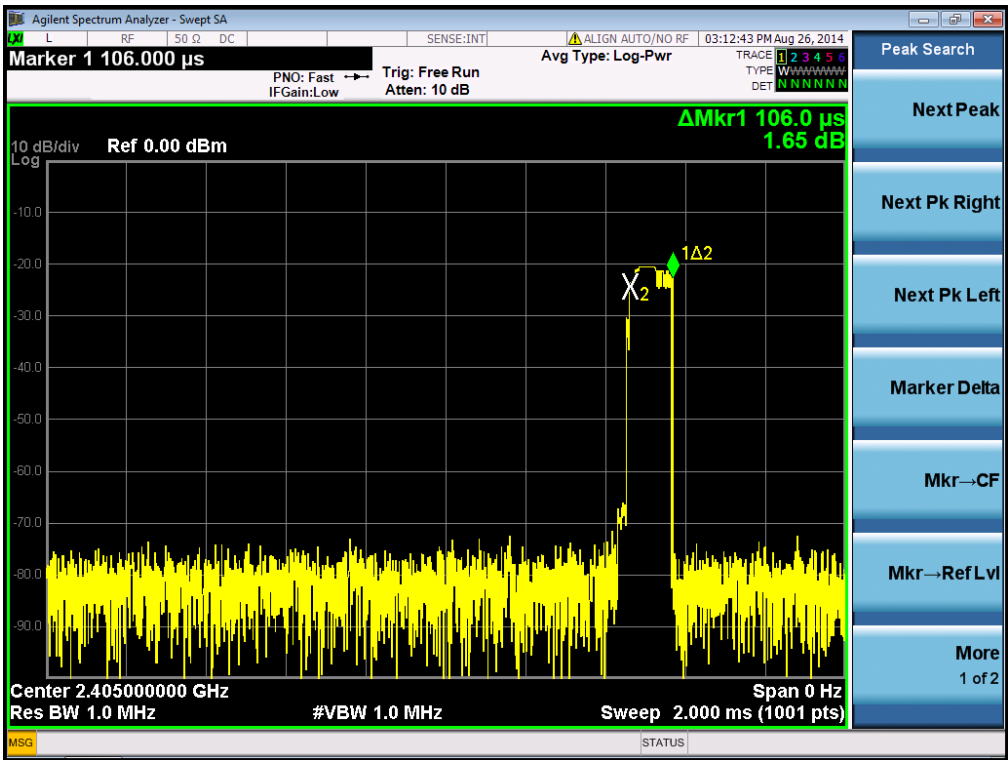 Agilent Spectrum Analyzer - Swept SA
LXI L RF 50 Ω DC SENSE:INT ALIGN AUTO/NO RF 03:12:43 PM Aug 26, 2014
Marker 1 106.000 µs
PNO: Fast
IFGain:Low
Trig: Free Run
Atten: 10 dB
Avg Type: Log-Pwr
TRACE 1 2 3 4 5 6
TYPE WWWWWW
DET N N N N N N
ΔMkr1 106.0 µs
1.65 dB
10 dB/div Ref 0.00 dBm
Log
-10.0
-20.0
-30.0
-40.0
-50.0
-60.0
-70.0
-80.0
-90.0
1Δ2
X2
Center 2.405000000 GHz Span 0 Hz
Res BW 1.0 MHz #VBW 1.0 MHz Sweep 2.000 ms (1001 pts)
MSG STATUS
Peak Search
Next Peak
Next Pk Right
Next Pk Left
Marker Delta
Mkr→CF
Mkr→Ref Lvl
More
1 of 2